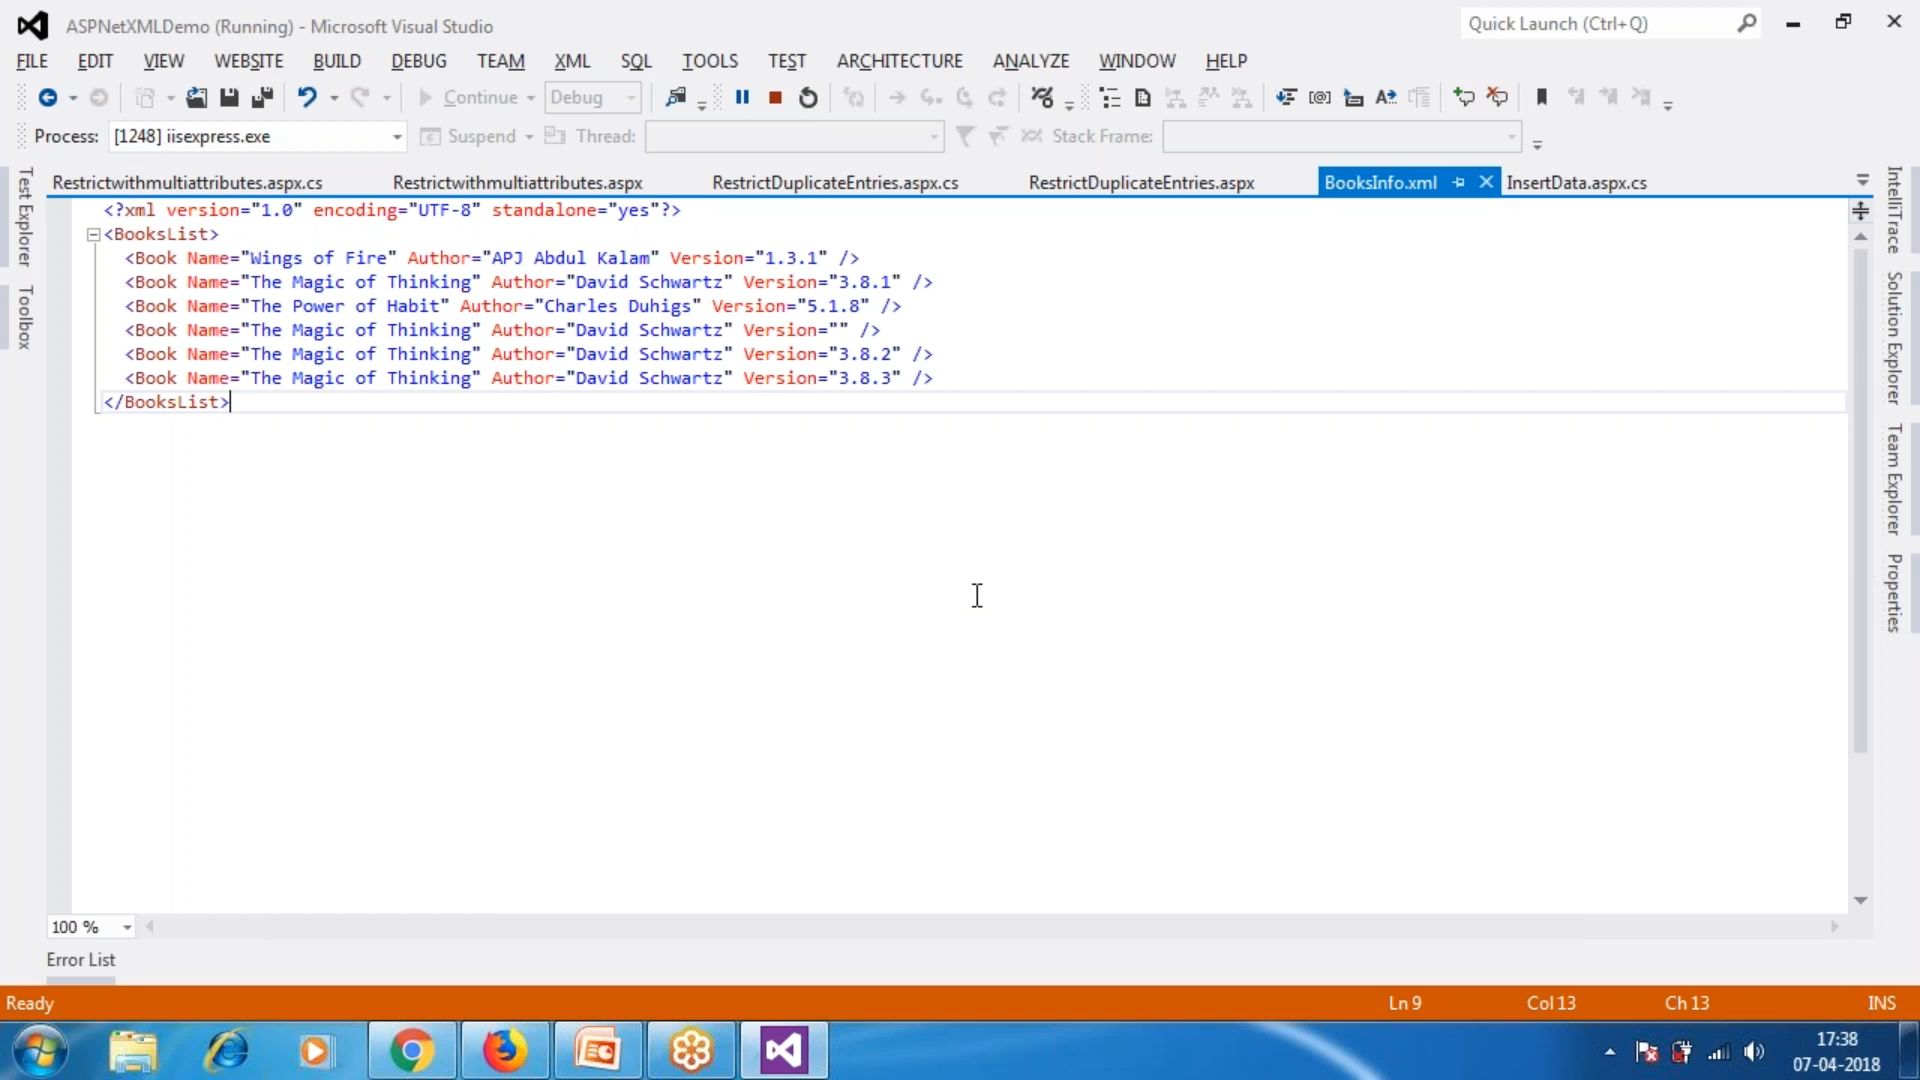 ASPNetXMLDemo (Running) - Microsoft Visual Studio
Quick Launch (Ctrl+Q)
FILE EDIT VIEW WEBSITE BUILD DEBUG TEAM XML SQL TOOLS TEST ARCHITECTURE ANALYZE WINDOW HELP
Continue Debug
Process: [1248] iisexpress.exe Suspend Thread: Stack Frame:
Restrictwithmultiattributes.aspx.cs Restrictwithmultiattributes.aspx RestrictDuplicateEntries.aspx.cs RestrictDuplicateEntries.aspx BooksInfo.xml InsertData.aspx.cs
Test Explorer
Toolbox
<?xml version="1.0" encoding="UTF-8" standalone="yes"?>
<BooksList>
<Book Name="Wings of Fire" Author="APJ Abdul Kalam" Version="1.3.1" />
<Book Name="The Magic of Thinking" Author="David Schwartz" Version="3.8.1" />
<Book Name="The Power of Habit" Author="Charles Duhigs" Version="5.1.8" />
<Book Name="The Magic of Thinking" Author="David Schwartz" Version="" />
<Book Name="The Magic of Thinking" Author="David Schwartz" Version="3.8.2" />
<Book Name="The Magic of Thinking" Author="David Schwartz" Version="3.8.3" />
</BooksList>
IntelliTrace
Solution Explorer
Team Explorer
Properties
100 %
Error List
Ready Ln 9 Col 13 Ch 13 INS
17:38
07-04-2018